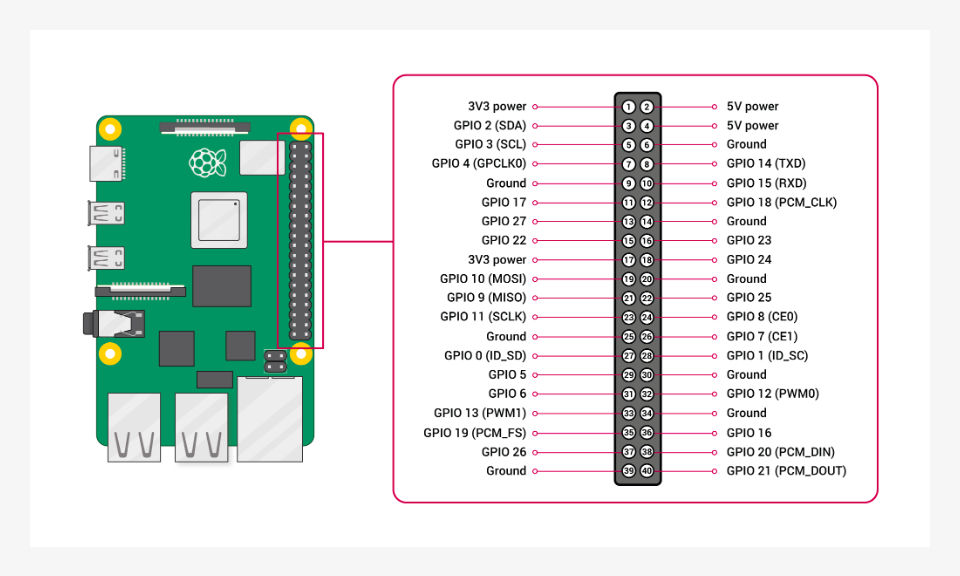 3V3 power 1 2 5V power
GPIO 2 (SDA) 3 4 5V power
GPIO 3 (SCL) 5 6 Ground
GPIO 4 (GPCLK0) 7 8 GPIO 14 (TXD)
Ground 9 10 GPIO 15 (RXD)
GPIO 17 11 12 GPIO 18 (PCM_CLK)
GPIO 27 13 14 Ground
GPIO 22 15 16 GPIO 23
3V3 power 17 18 GPIO 24
GPIO 10 (MOSI) 19 20 Ground
GPIO 9 (MISO) 21 22 GPIO 25
GPIO 11 (SCLK) 23 24 GPIO 8 (CE0)
Ground 25 26 GPIO 7 (CE1)
GPIO 0 (ID_SD) 27 28 GPIO 1 (ID_SC)
GPIO 5 29 30 Ground
GPIO 6 31 32 GPIO 12 (PWM0)
GPIO 13 (PWM1) 33 34 Ground
GPIO 19 (PCM_FS) 35 36 GPIO 16
GPIO 26 37 38 GPIO 20 (PCM_DIN)
Ground 39 40 GPIO 21 (PCM_DOUT)